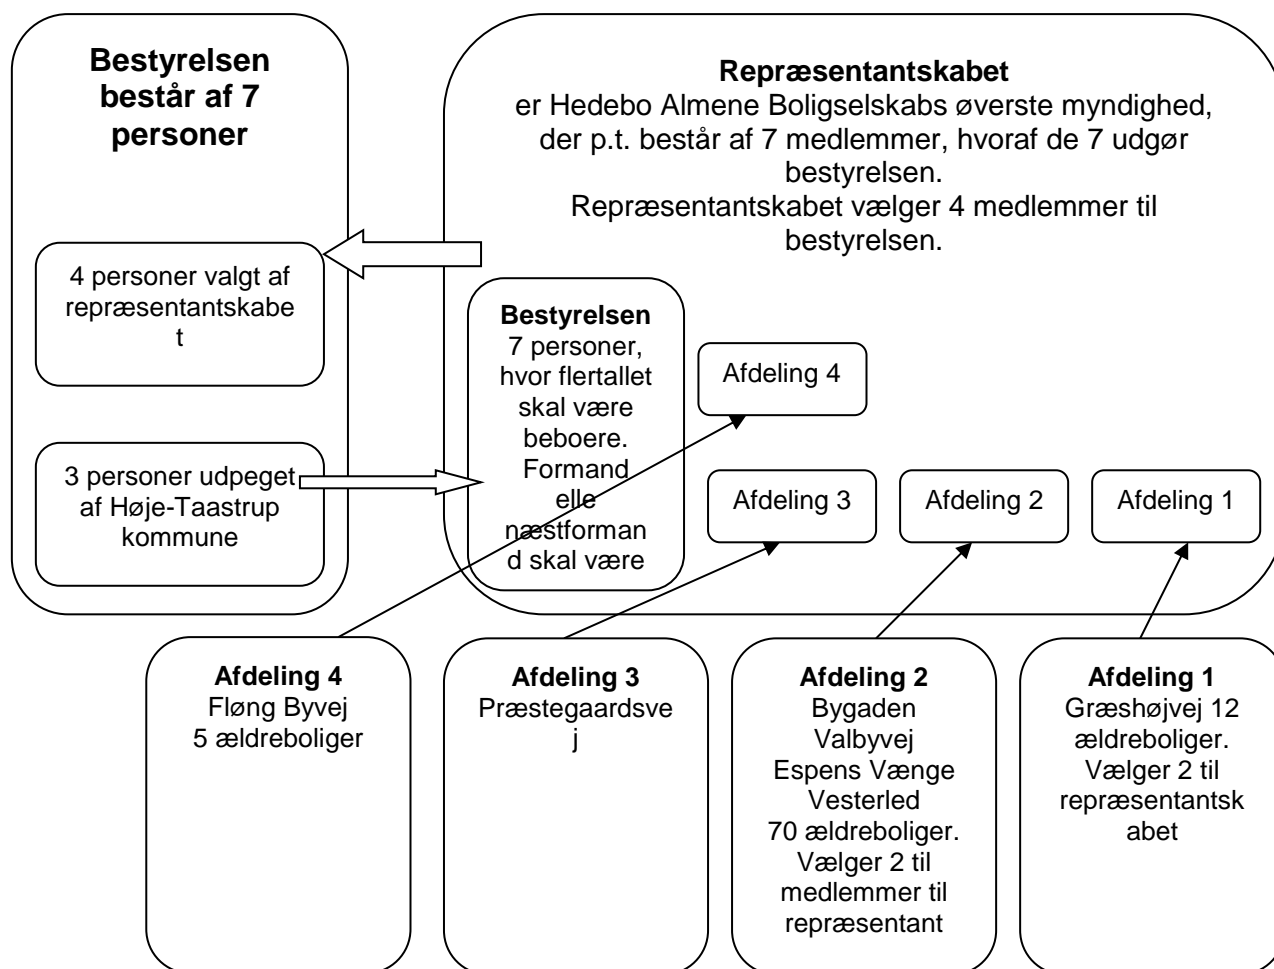 Bestyrelsen
består af 7
personer
4 personer valgt af
repræsentantskabe
t
3 personer udpeget
af Høje-Taastrup
kommune
Repræsentantskabet
er Hedebo Almene Boligselskabs øverste myndighed,
der p.t. består af 7 medlemmer, hvoraf de 7 udgør
bestyrelsen.
Repræsentantskabet vælger 4 medlemmer til
bestyrelsen.
Bestyrelsen
7 personer,
hvor flertallet
skal være
beboere.
Formand
elle
næstforman
d skal være
Afdeling 4
Afdeling 3
Afdeling 2
Afdeling 1
Afdeling 4
Fløng Byvej
5 ældreboliger
Afdeling 3
Præstegaardsve
j
Afdeling 2
Bygaden
Valbyvej
Espens Vænge
Vesterled
70 ældreboliger.
Vælger 2 til
medlemmer til
repræsentant
Afdeling 1
Græshøjvej 12
ældreboliger.
Vælger 2 til
repræsentantsk
abet